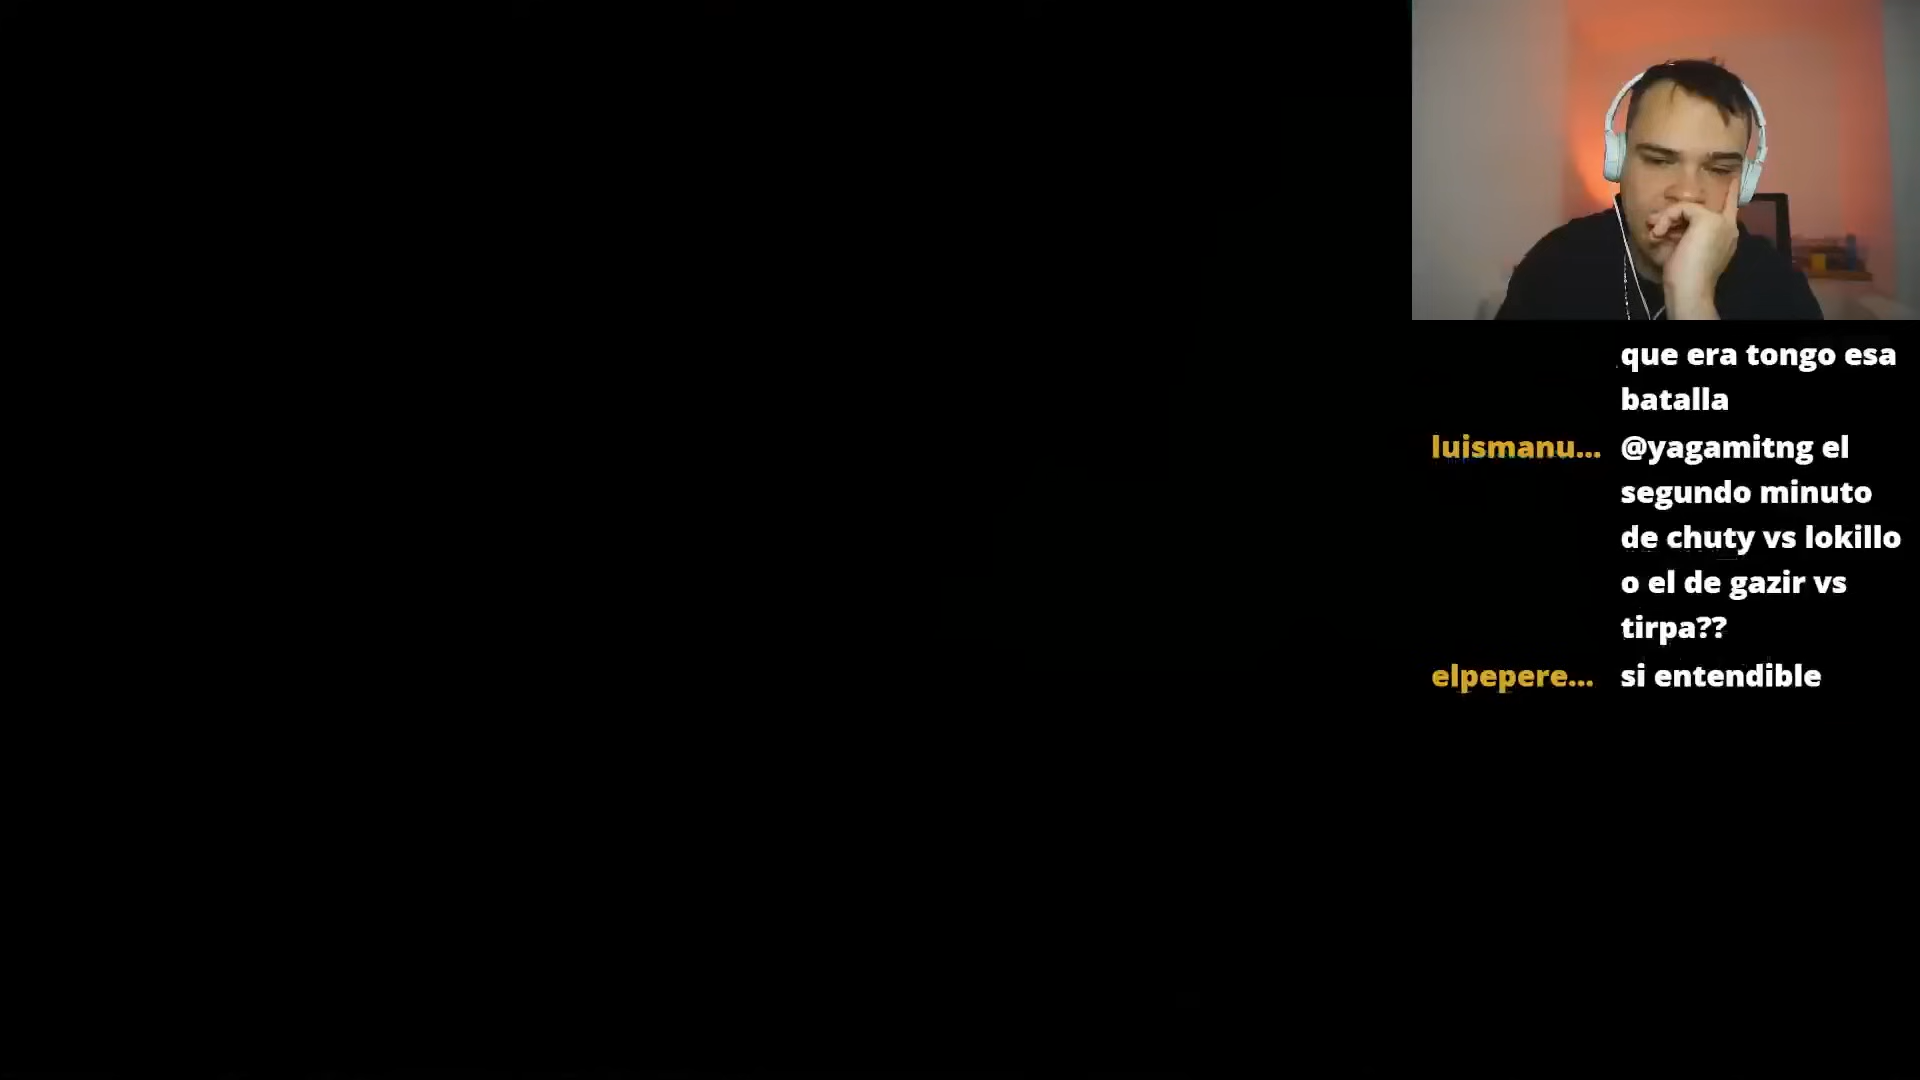 que era tongo esa
batalla
luismanu... @yagamitng el
segundo minuto
de chuty vs lokillo
o el de gazir vs
tirpa??
elpepere... si entendible